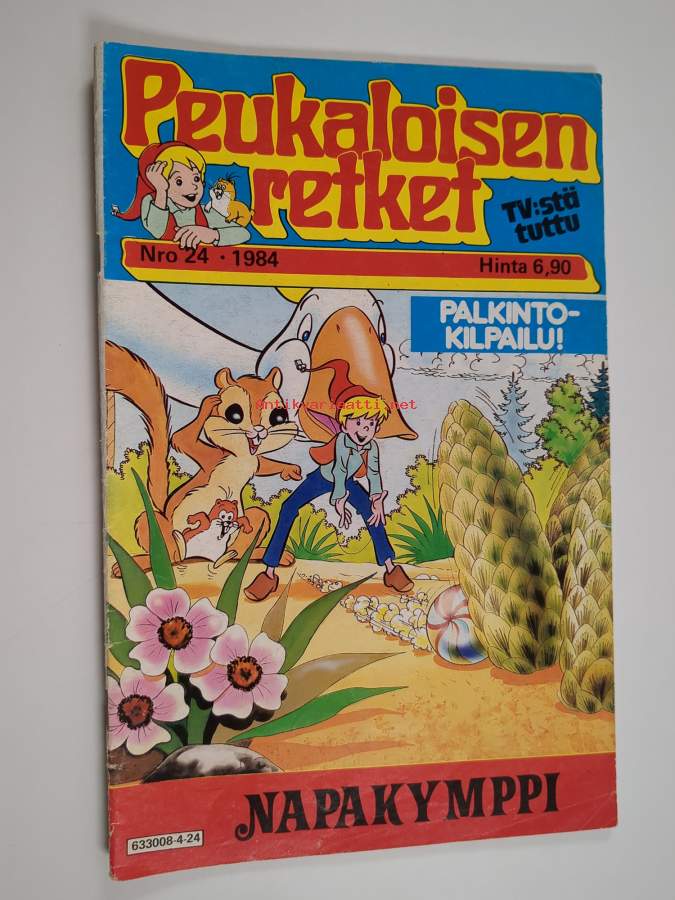 Peukaloisen
retket
TV:stä
tuttu
Nro 24 · 1984
Hinta 6,90
PALKINTO-
KILPAILU!
antikvariaatti.net
NAPAKYMPPI
633008-4-24